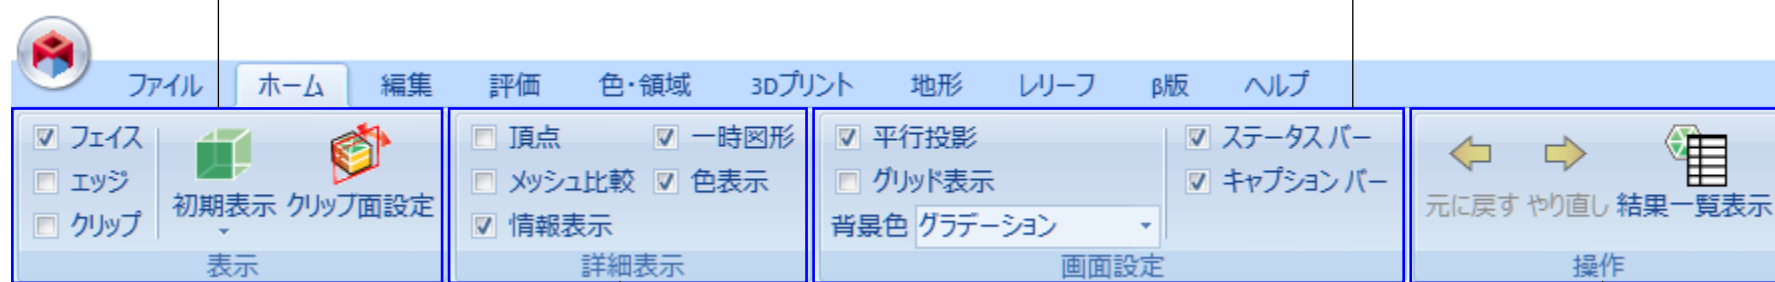 ファイル ホーム 編集 評価 色・領域 3Dプリント 地形 レリーフ β版 ヘルプ
フェイス
エッジ
クリップ
初期表示 クリップ面設定
表示
頂点 一時図形
メッシュ比較 色表示
情報表示
詳細表示
平行投影 ステータス バー
グリッド表示 キャプション バー
背景色 グラデーション
画面設定
元に戻す やり直し 結果一覧表示
操作